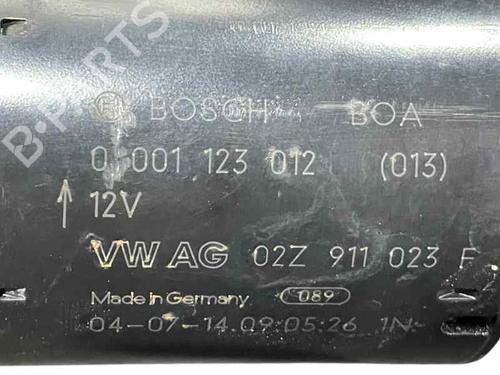 B-PARTS
BOSCH BOA
0 001 123 012 (013)
↑ 12V
VW AG 02Z 911 023 F
Made in Germany 089
04-07-14 09:05:26 1N